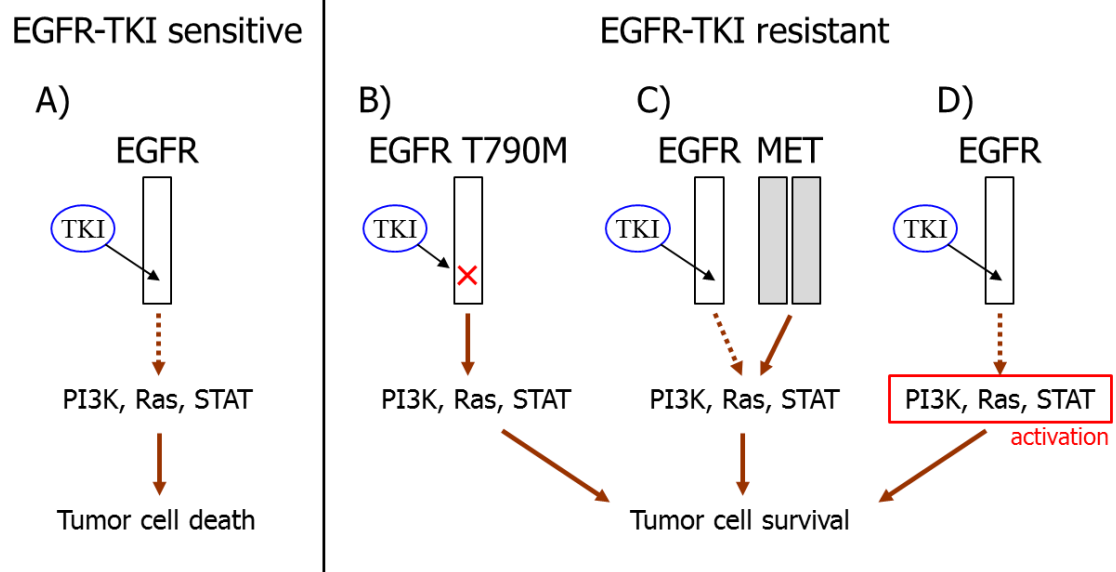 EGFR-TKI sensitive
EGFR-TKI resistant
A)
EGFR
TKI
PI3K, Ras, STAT
Tumor cell death
B)
EGFR T790M
TKI
PI3K, Ras, STAT
C)
EGFR MET
TKI
PI3K, Ras, STAT
D)
EGFR
TKI
PI3K, Ras, STAT
activation
Tumor cell survival